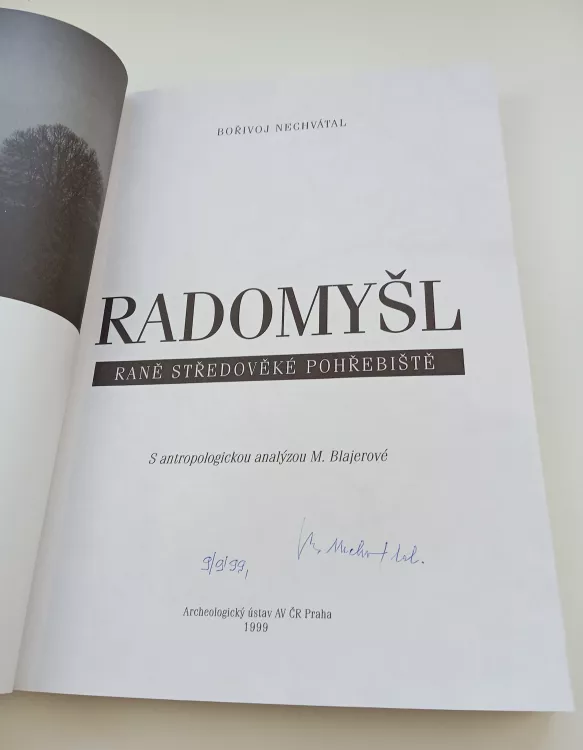 BOŘIVOJ NECHVÁTAL
RADOMYŠL
RANĚ STŘEDOVĚKÉ POHŘEBIŠTĚ
S antropologickou analýzou M. Blajerové
9/9/99,
Archeologický ústav AV ČR Praha
1999